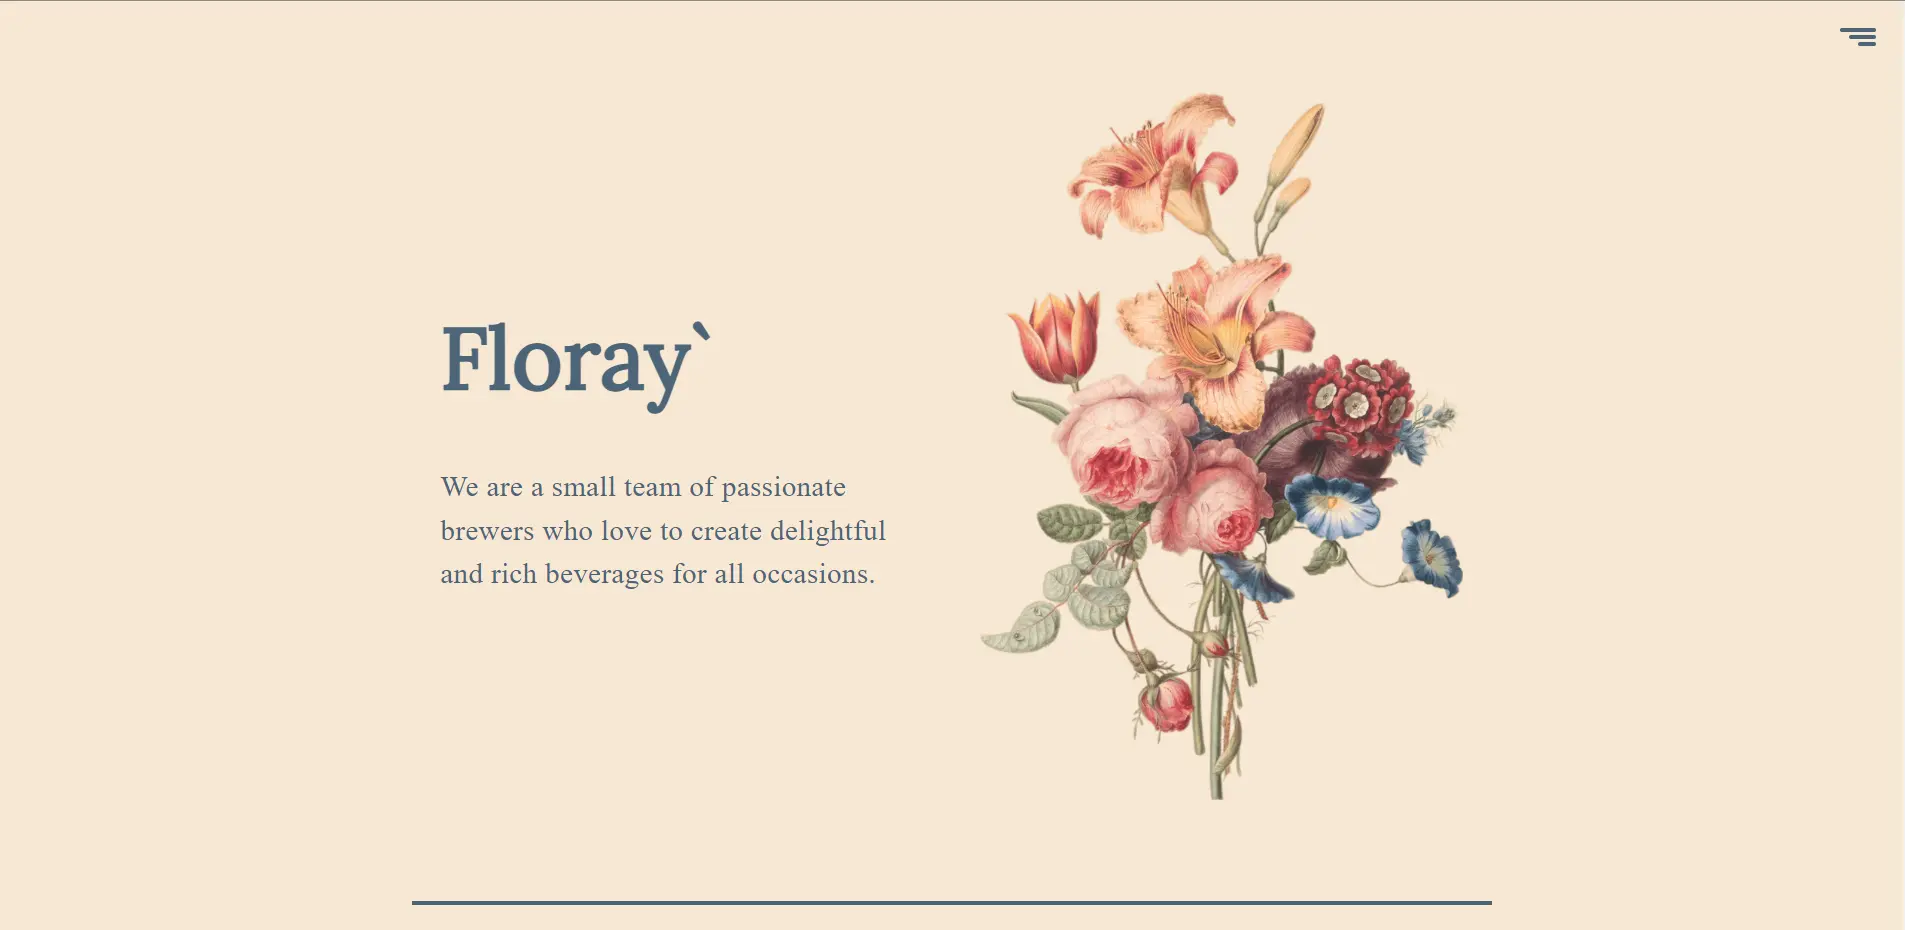 Floray`
We are a small team of passionate
brewers who love to create delightful
and rich beverages for all occasions.